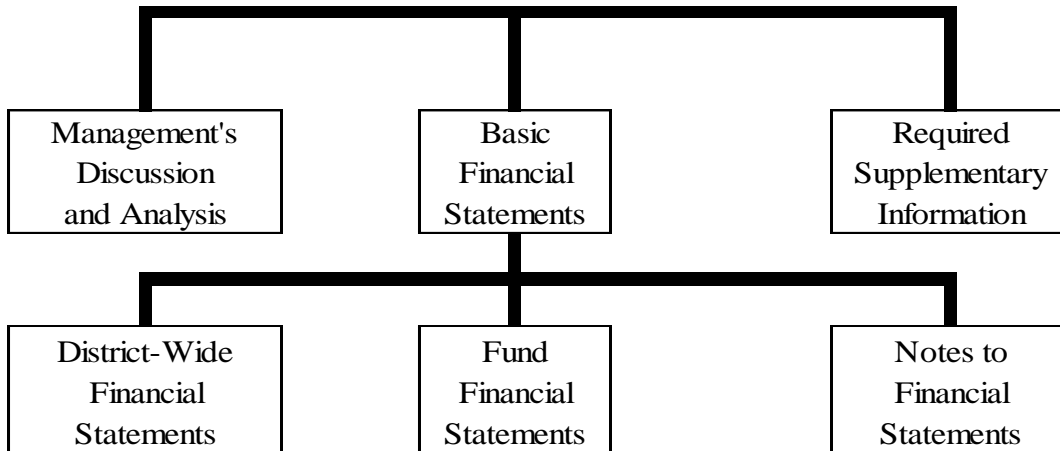 Management's
Discussion
and Analysis
Basic
Financial
Statements
Required
Supplementary
Information
District-Wide
Financial
Statements
Fund
Financial
Statements
Notes to
Financial
Statements